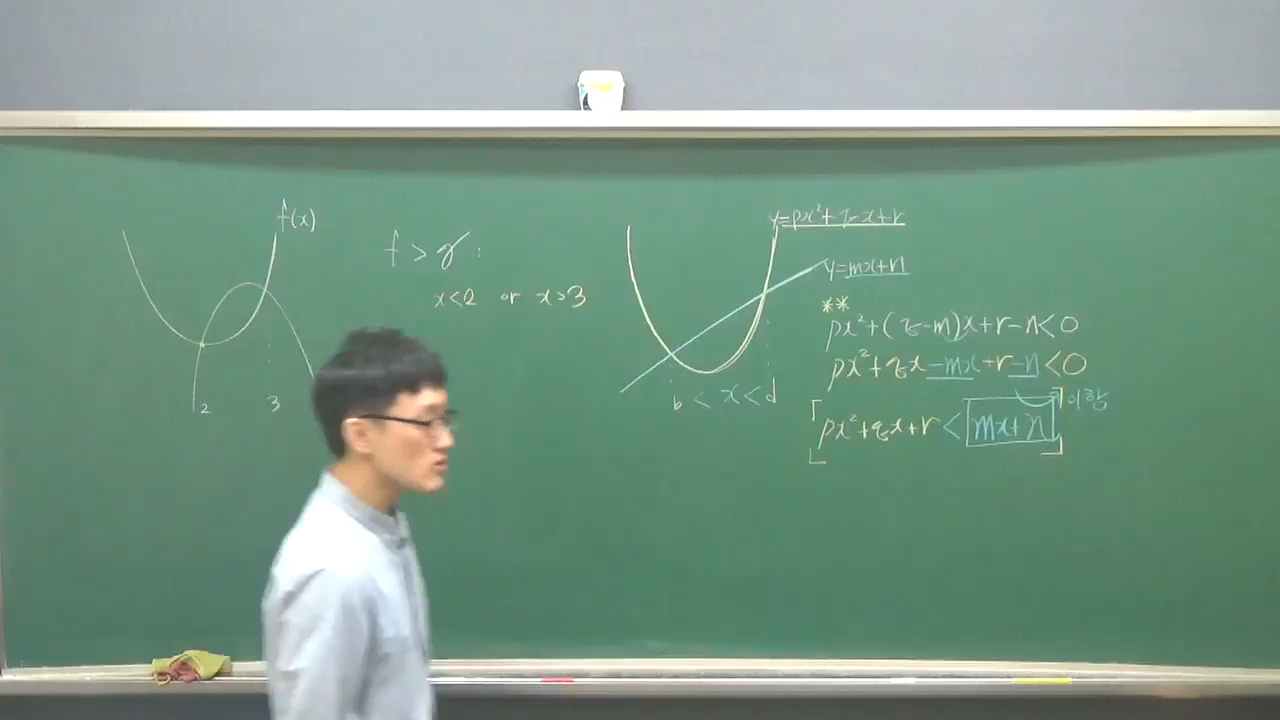 f(x)
2
3
f > g :
x<2 or x>3
y=px²+qx+r
y=mx+n
b < x < d
**
px²+(q-m)x+r-n<0
px²+qx-mx+r-n<0
px²+qx+r < mx+n
이항